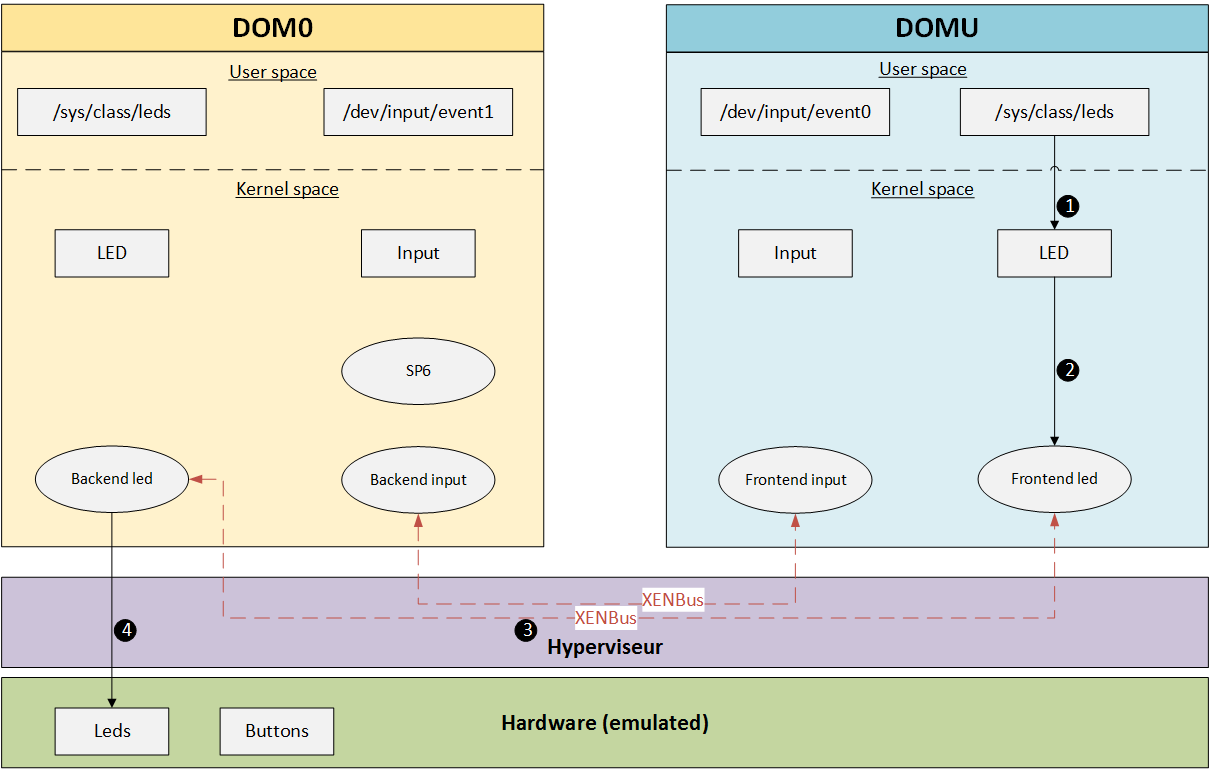 DOM0
User space
/sys/class/leds
/dev/input/event1
Kernel space
LED
Input
SP6
Backend led
Backend input
DOMU
User space
/dev/input/event0
/sys/class/leds
Kernel space
1
Input
LED
2
Frontend input
Frontend led
XENBus
XENBus
4
3
Hyperviseur
Hardware (emulated)
Leds
Buttons